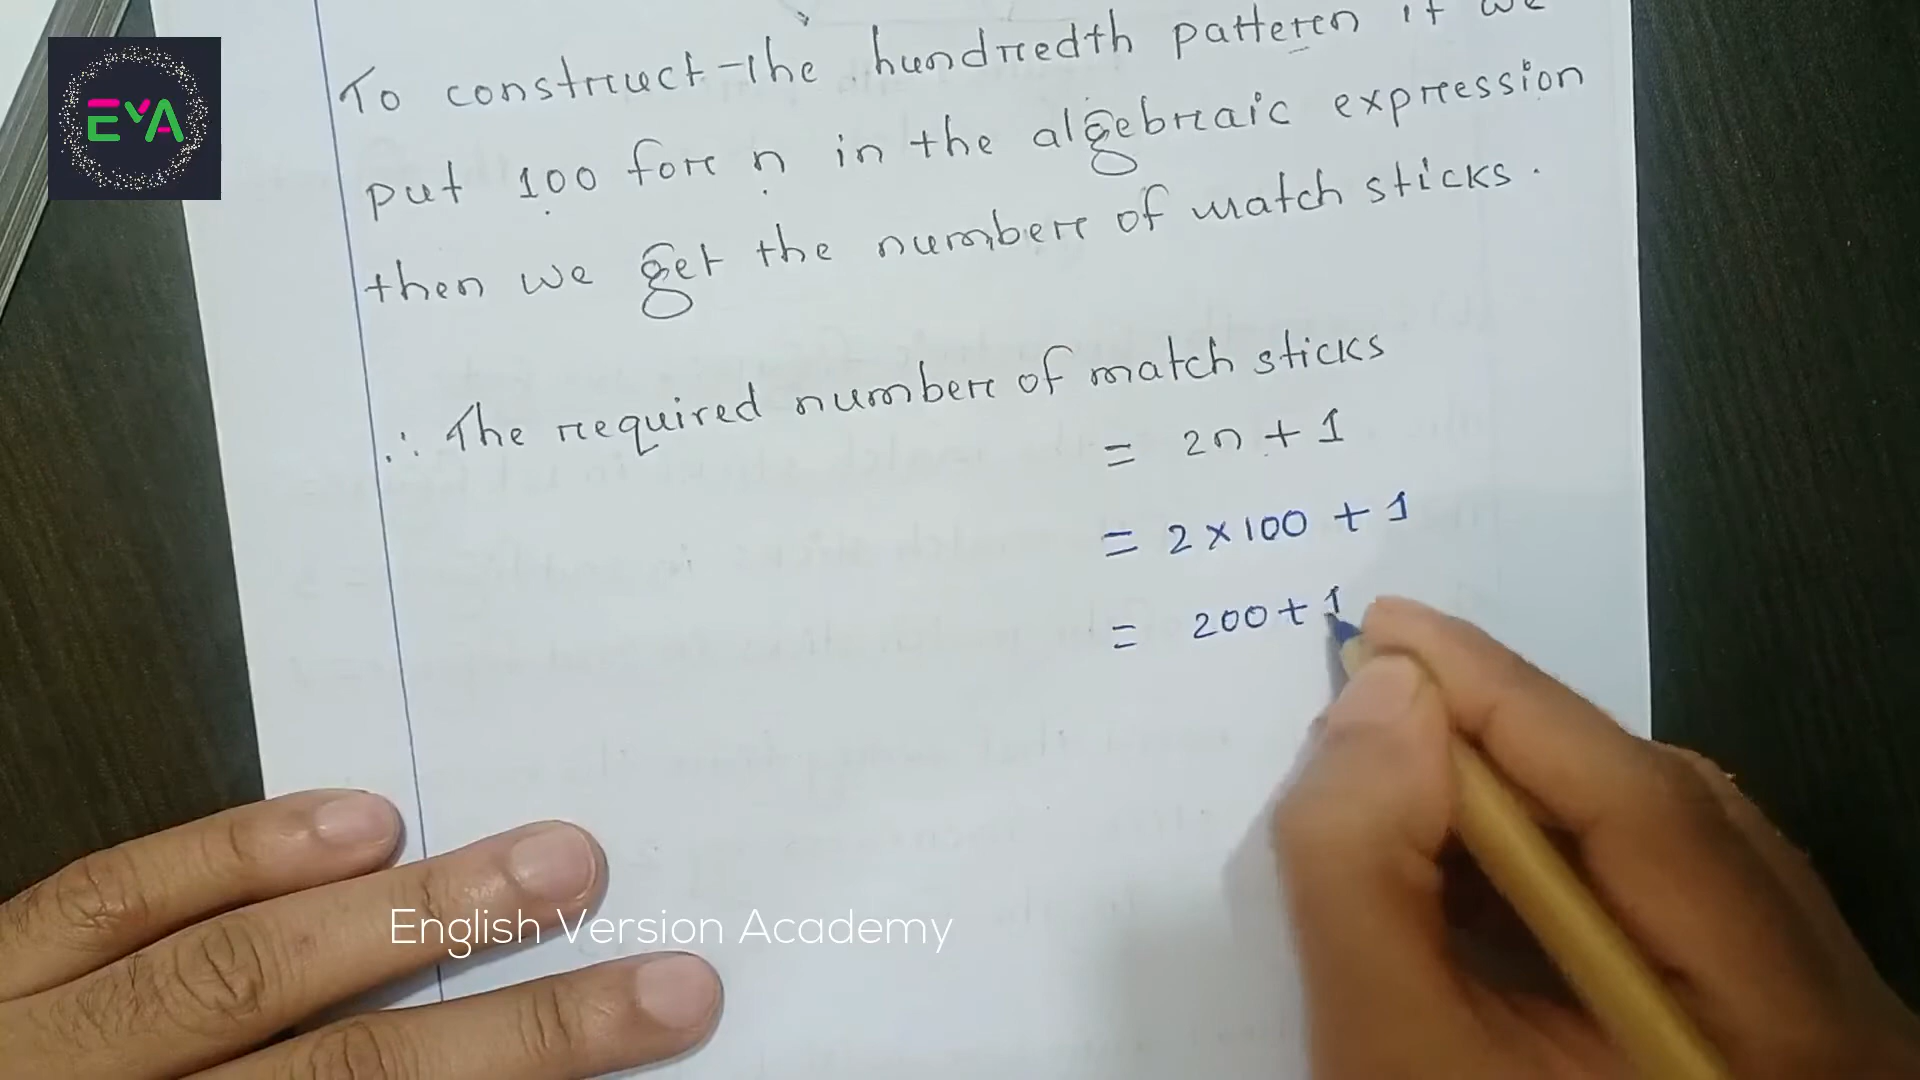 EYA
To construct the hundredth pattern if we
put 100 for n in the algebraic expression
then we get the number of match sticks.
∴ The required number of match sticks
= 2n + 1
= 2 × 100 + 1
= 200 + 1
English Version Academy